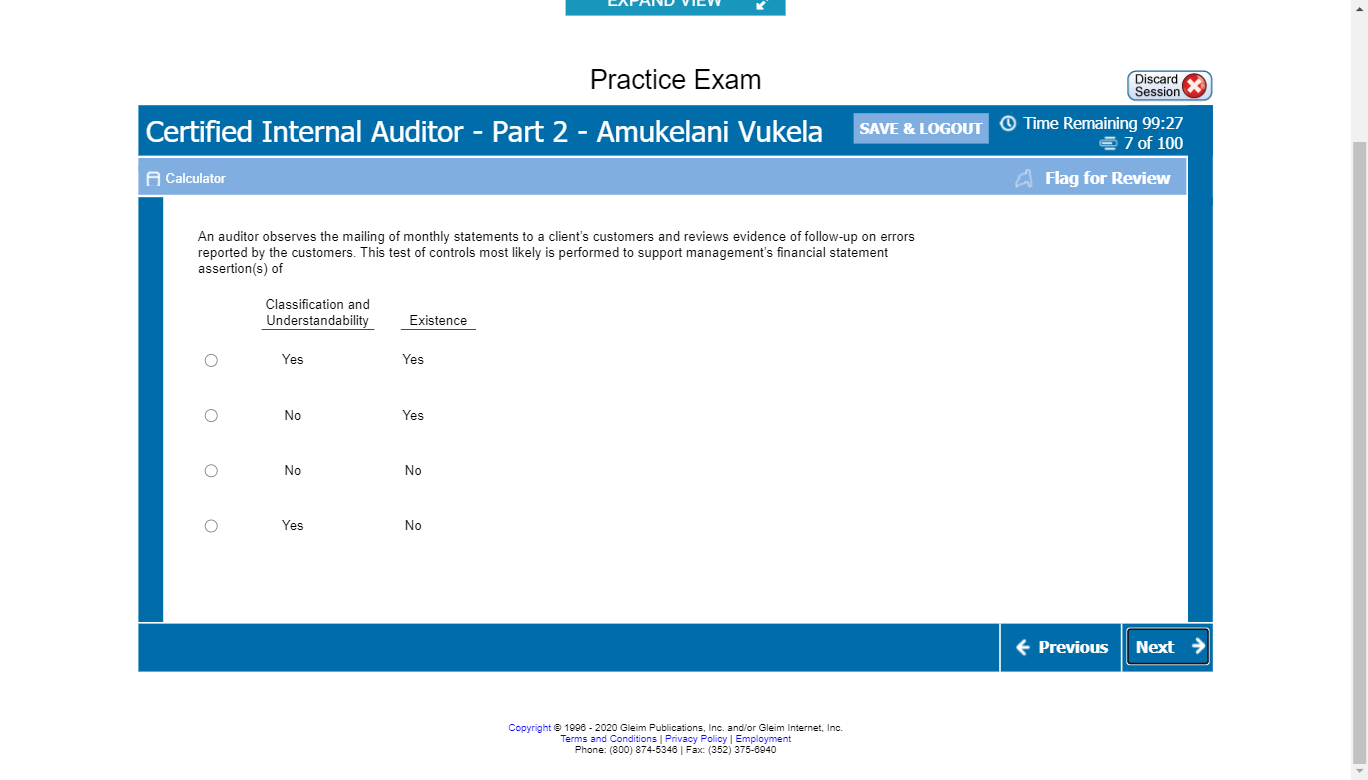 EXPAND VIEW
Practice Exam
Discard
Session
Certified Internal Auditor - Part 2 - Amukelani Vukela
SAVE & LOGOUT
Time Remaining 99:27
7 of 100
Calculator
Flag for Review
An auditor observes the mailing of monthly statements to a client’s customers and reviews evidence of follow-up on errors
reported by the customers. This test of controls most likely is performed to support management’s financial statement
assertion(s) of
Classification and
Understandability Existence
Yes Yes
No Yes
No No
Yes No
Previous
Next
Copyright © 1996 - 2020 Gleim Publications, Inc. and/or Gleim Internet, Inc.
Terms and Conditions | Privacy Policy | Employment
Phone: (800) 874-5346 | Fax: (352) 375-6940